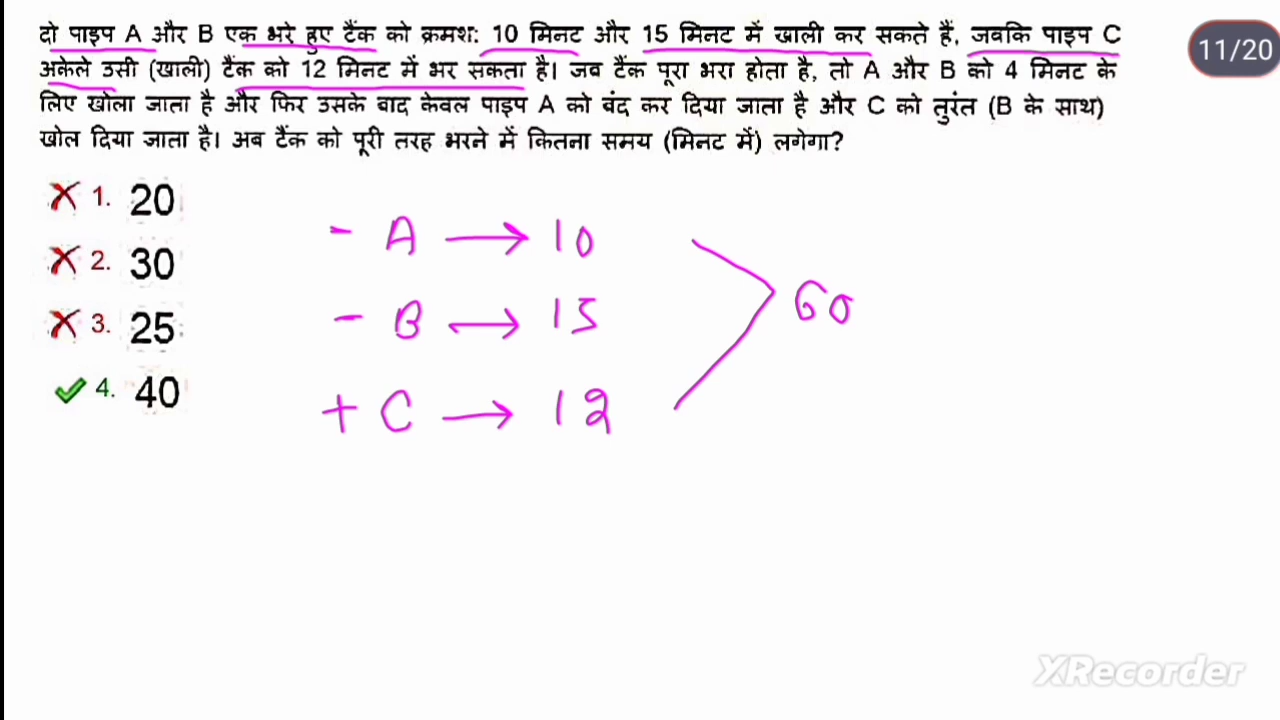 दो पाइप A और B एक भरे हुए टैंक को क्रमश: 10 मिनट और 15 मिनट में खाली कर सकते हैं, जबकि पाइप C
अकेले उसी (खाली) टैंक को 12 मिनट में भर सकता है। जब टैंक पूरा भरा होता है, तो A और B को 4 मिनट के
लिए खोला जाता है और फिर उसके बाद केवल पाइप A को बंद कर दिया जाता है और C को तुरंत (B के साथ)
खोल दिया जाता है। अब टैंक को पूरी तरह भरने में कितना समय (मिनट में) लगेगा?
11/20
1. 20
2. 30
3. 25
4. 40
- A → 10
- B → 15
+ C → 12
60
XRecorder